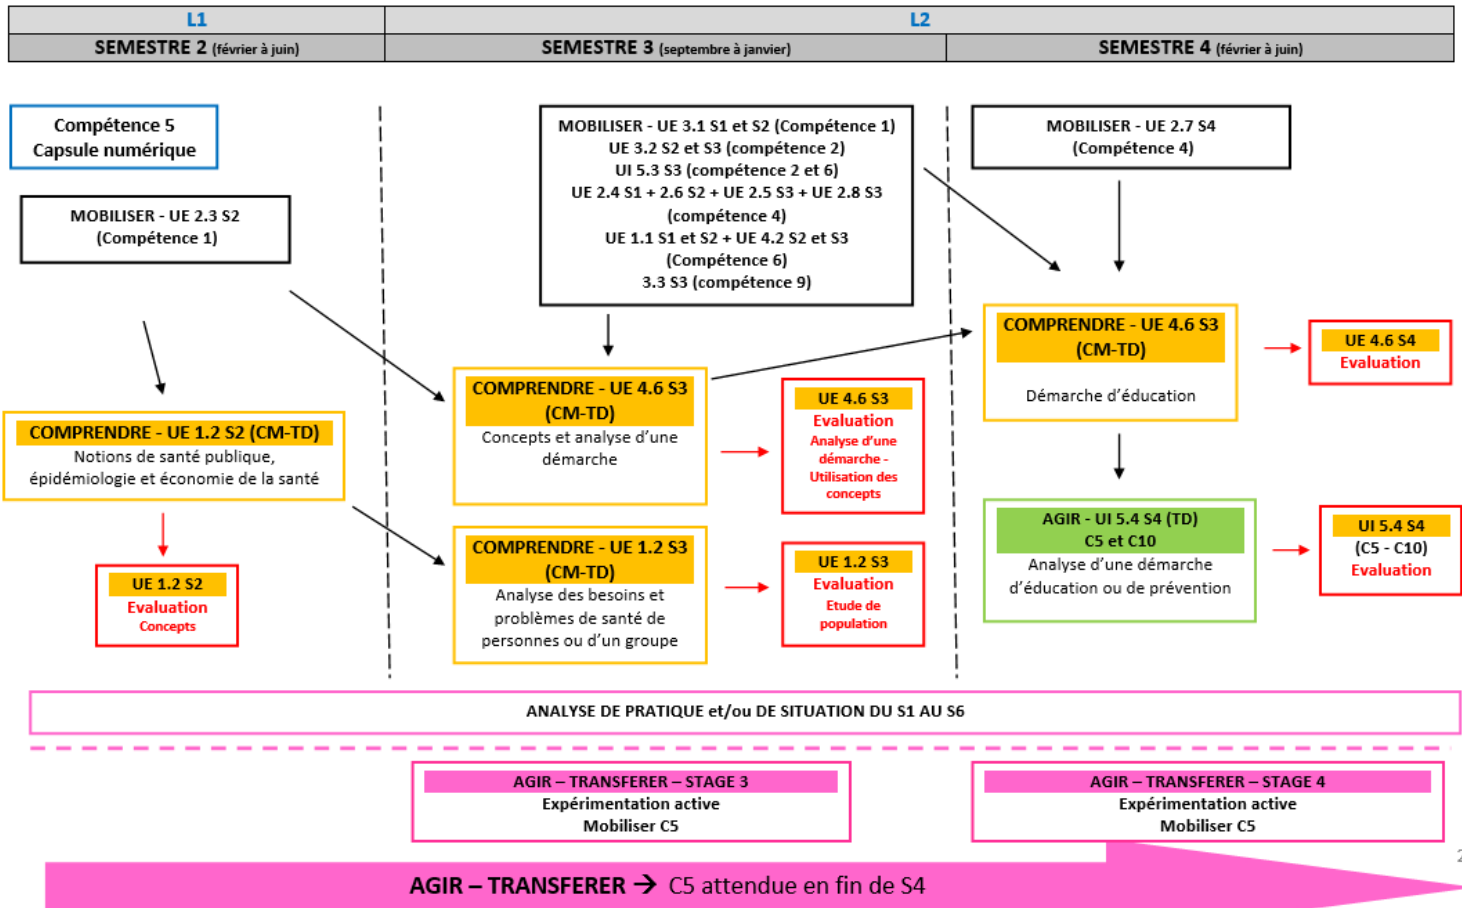 L1
L2
SEMESTRE 2 (février à juin)
SEMESTRE 3 (septembre à janvier)
SEMESTRE 4 (février à juin)
Compétence 5
Capsule numérique
MOBILISER - UE 2.3 S2
(Compétence 1)
COMPRENDRE - UE 1.2 S2 (CM-TD)
Notions de santé publique,
épidémiologie et économie de la santé
UE 1.2 S2
Evaluation
Concepts
MOBILISER - UE 3.1 S1 et S2 (Compétence 1)
UE 3.2 S2 et S3 (compétence 2)
UI 5.3 S3 (compétence 2 et 6)
UE 2.4 S1 + 2.6 S2 + UE 2.5 S3 + UE 2.8 S3
(compétence 4)
UE 1.1 S1 et S2 + UE 4.2 S2 et S3
(Compétence 6)
3.3 S3 (compétence 9)
COMPRENDRE - UE 4.6 S3
(CM-TD)
Concepts et analyse d'une
démarche
UE 4.6 S3
Evaluation
Analyse d'une
démarche -
Utilisation des
concepts
COMPRENDRE - UE 1.2 S3
(CM-TD)
Analyse des besoins et
problèmes de santé de
personnes ou d'un groupe
UE 1.2 S3
Evaluation
Etude de
population
MOBILISER - UE 2.7 S4
(Compétence 4)
COMPRENDRE - UE 4.6 S3
(CM-TD)
Démarche d'éducation
UE 4.6 S4
Evaluation
AGIR - UI 5.4 S4 (TD)
C5 et C10
Analyse d'une démarche
d'éducation ou de prévention
UI 5.4 S4
(C5 - C10)
Evaluation
ANALYSE DE PRATIQUE et/ou DE SITUATION DU S1 AU S6
AGIR – TRANSFERER – STAGE 3
Expérimentation active
Mobiliser C5
AGIR – TRANSFERER – STAGE 4
Expérimentation active
Mobiliser C5
AGIR – TRANSFERER → C5 attendue en fin de S4